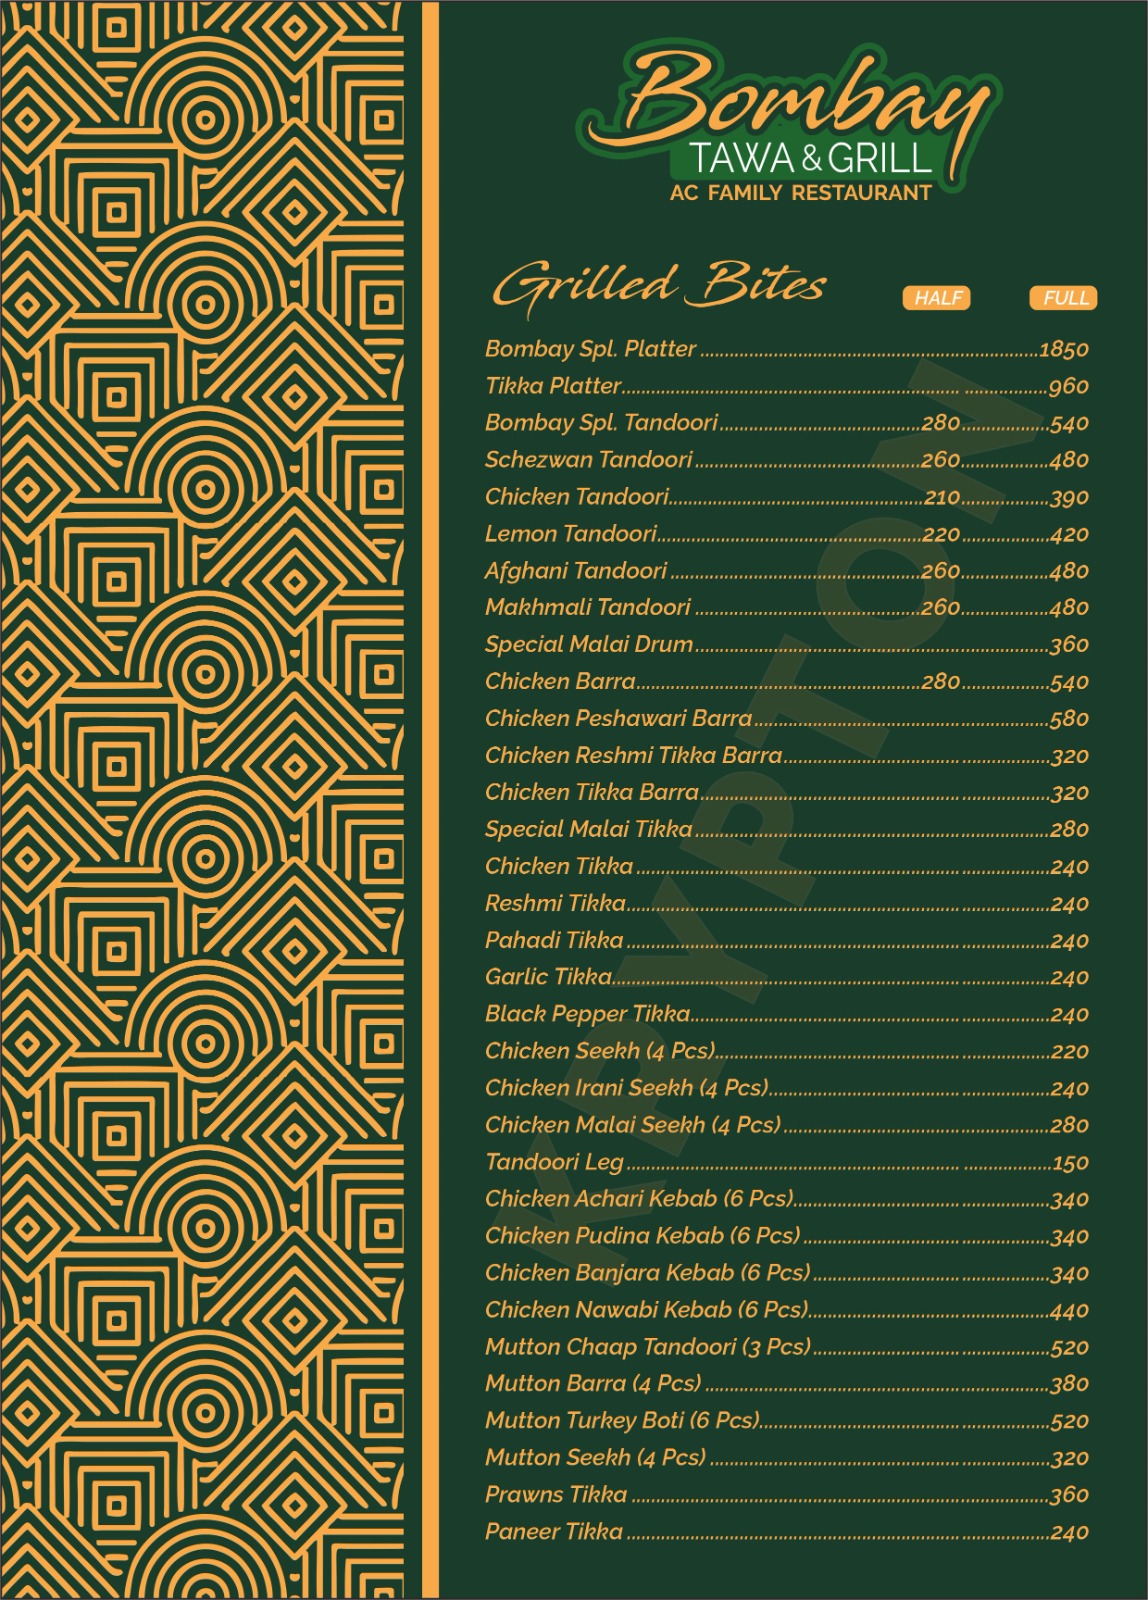 Bombay
TAWA & GRILL
AC FAMILY RESTAURANT
Grilled Bites HALF FULL
Bombay Spl. Platter 1850
Tikka Platter 960
Bombay Spl. Tandoori 280 540
Schezwan Tandoori 260 480
Chicken Tandoori 210 390
Lemon Tandoori 220 420
Afghani Tandoori 260 480
Makhmali Tandoori 260 480
Special Malai Drum 360
Chicken Barra 280 540
Chicken Peshawari Barra 580
Chicken Reshmi Tikka Barra 320
Chicken Tikka Barra 320
Special Malai Tikka 280
Chicken Tikka 240
Reshmi Tikka 240
Pahadi Tikka 240
Garlic Tikka 240
Black Pepper Tikka 240
Chicken Seekh (4 Pcs) 220
Chicken Irani Seekh (4 Pcs) 240
Chicken Malai Seekh (4 Pcs) 280
Tandoori Leg 150
Chicken Achari Kebab (6 Pcs) 340
Chicken Pudina Kebab (6 Pcs) 340
Chicken Banjara Kebab (6 Pcs) 340
Chicken Nawabi Kebab (6 Pcs) 440
Mutton Chaap Tandoori (3 Pcs) 520
Mutton Barra (4 Pcs) 380
Mutton Turkey Boti (6 Pcs) 520
Mutton Seekh (4 Pcs) 320
Prawns Tikka 360
Paneer Tikka 240
KRYPTON